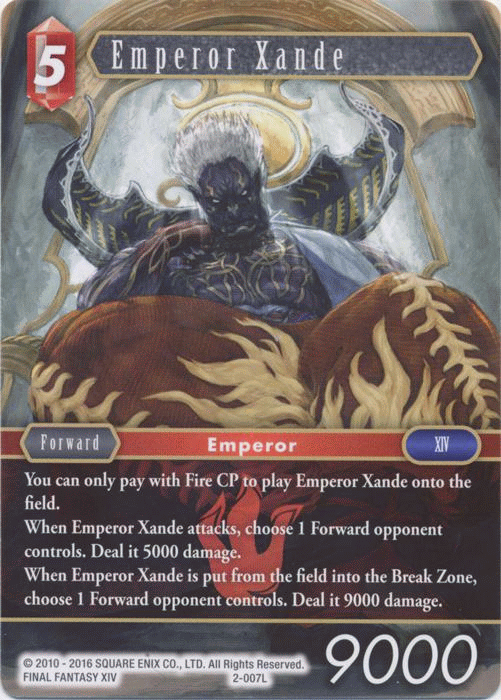 5
Emperor Xande
Forward
Emperor
XIV
You can only pay with Fire CP to play Emperor Xande onto the
field.
When Emperor Xande attacks, choose 1 Forward opponent
controls. Deal it 5000 damage.
When Emperor Xande is put from the field into the Break Zone,
choose 1 Forward opponent controls. Deal it 9000 damage.
© 2010 - 2016 SQUARE ENIX CO., LTD. All Rights Reserved.
FINAL FANTASY XIV
2-007L
9000